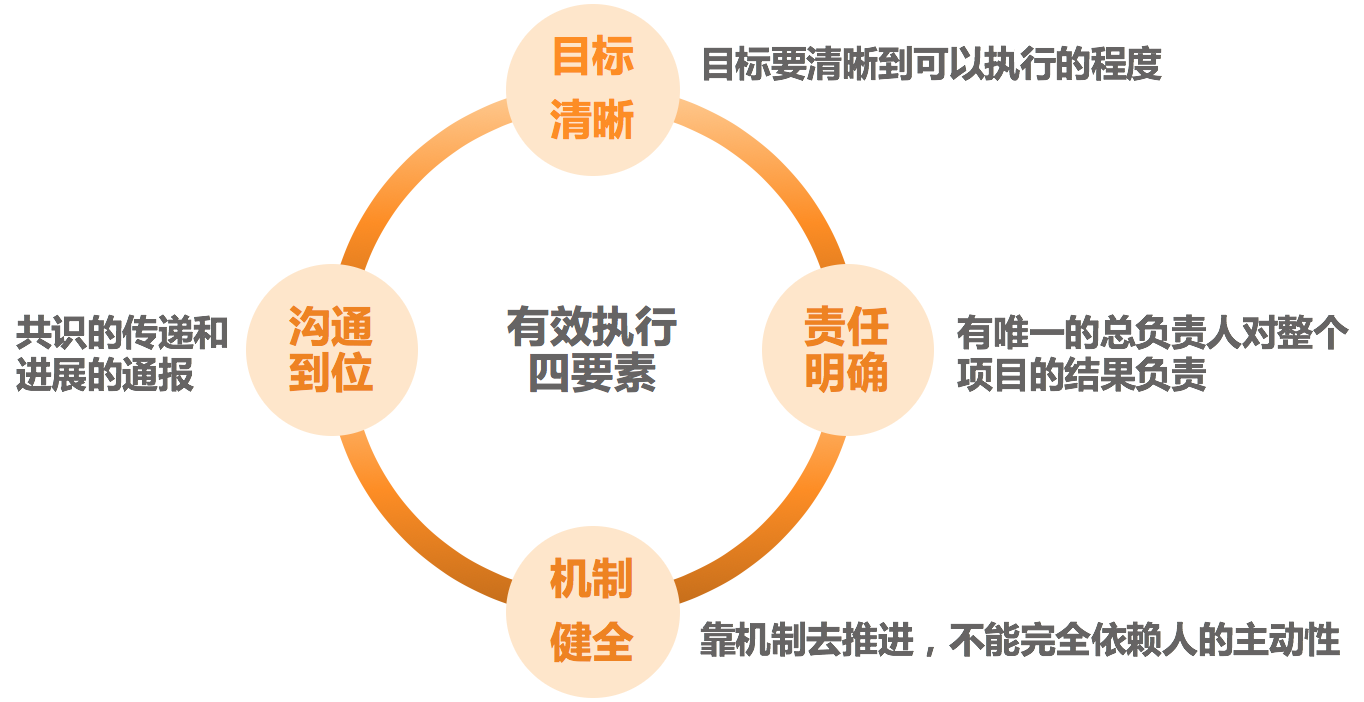 目标
清晰
目标要清晰到可以执行的程度
共识的传递和
进展的通报
沟通
到位
有效执行
四要素
责任
明确
有唯一的总负责人对整个
项目的结果负责
机制
健全
靠机制去推进，不能完全依赖人的主动性